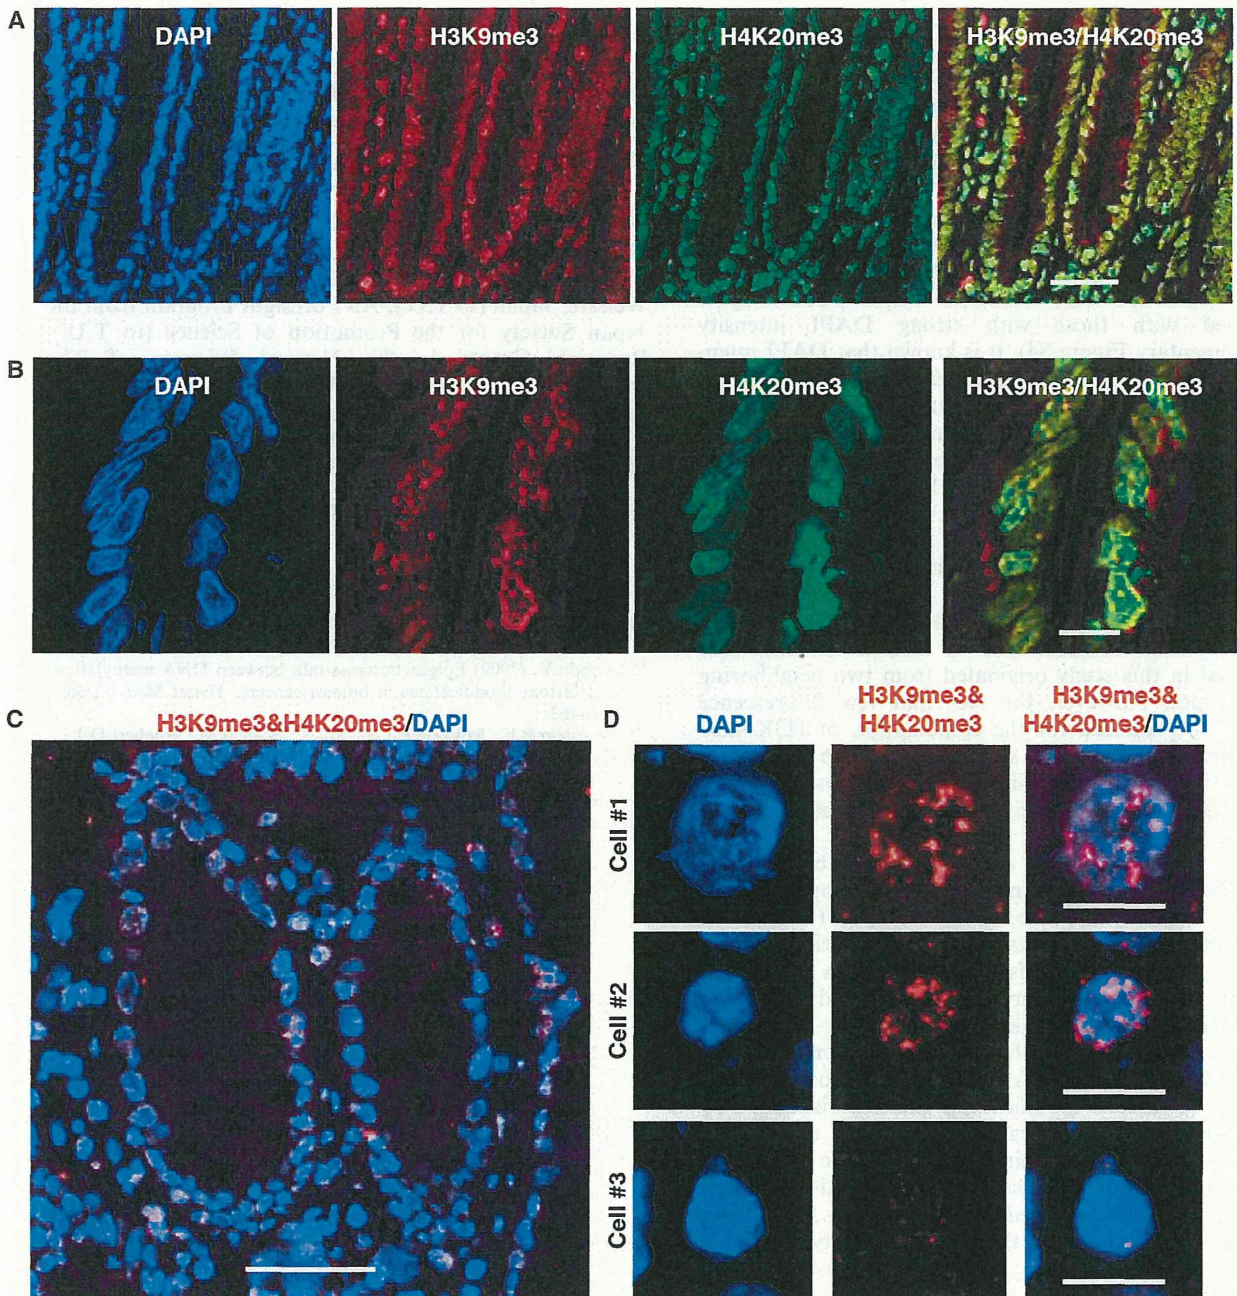 A
DAPI
H3K9me3
H4K20me3
H3K9me3/H4K20me3
B
DAPI
H3K9me3
H4K20me3
H3K9me3/H4K20me3
C
H3K9me3&H4K20me3/DAPI
D
DAPI
H3K9me3&
H4K20me3
H3K9me3&
H4K20me3/DAPI
Cell #1
Cell #2
Cell #3